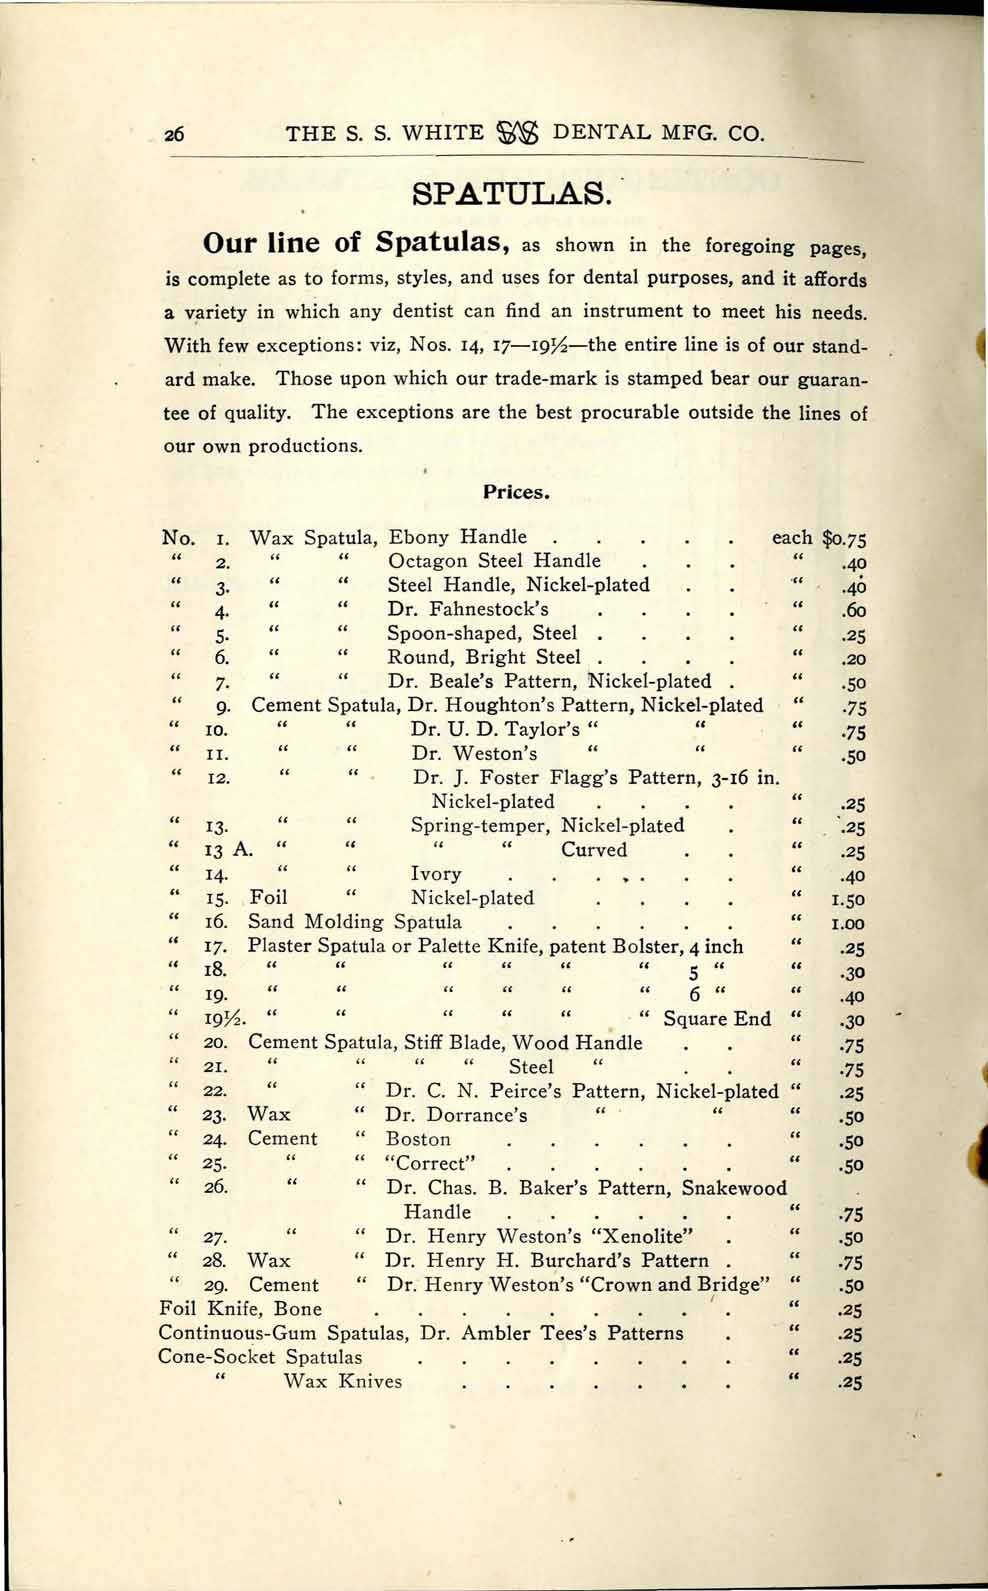 26 THE S. S. WHITE SSW DENTAL MFG. CO.
SPATULAS.
Our line of Spatulas, as shown in the foregoing pages,
is complete as to forms, styles, and uses for dental purposes, and it affords
a variety in which any dentist can find an instrument to meet his needs.
With few exceptions: viz, Nos. 14, 17—19½—the entire line is of our stand-
ard make. Those upon which our trade-mark is stamped bear our guaran-
tee of quality. The exceptions are the best procurable outside the lines of
our own productions.
Prices.
No. 1. Wax Spatula, Ebony Handle . . . . . each $0.75
“ 2. “ “ Octagon Steel Handle . . . “ .40
“ 3. “ “ Steel Handle, Nickel-plated . . “ .40
“ 4. “ “ Dr. Fahnestock's . . . . “ .60
“ 5. “ “ Spoon-shaped, Steel . . . . “ .25
“ 6. “ “ Round, Bright Steel . . . . “ .20
“ 7. “ “ Dr. Beale's Pattern, Nickel-plated . “ .50
“ 9. Cement Spatula, Dr. Houghton's Pattern, Nickel-plated “ .75
“ 10. “ “ Dr. U. D. Taylor's “ “ “ .75
“ 11. “ “ Dr. Weston's “ “ “ .50
“ 12. “ “ Dr. J. Foster Flagg's Pattern, 3-16 in.
Nickel-plated . . . . “ .25
“ 13. “ “ Spring-temper, Nickel-plated . “ .25
“ 13 A. “ “ “ “ Curved . . “ .25
“ 14. “ “ Ivory . . . . . . “ .40
“ 15. Foil “ Nickel-plated . . . . “ 1.50
“ 16. Sand Molding Spatula . . . . . . “ 1.00
“ 17. Plaster Spatula or Palette Knife, patent Bolster, 4 inch “ .25
“ 18. “ “ “ “ “ “ 5 “ “ .30
“ 19. “ “ “ “ “ “ 6 “ “ .40
“ 19½. “ “ “ “ “ “ Square End “ .30
“ 20. Cement Spatula, Stiff Blade, Wood Handle . . “ .75
“ 21. “ “ “ “ Steel “ . . “ .75
“ 22. “ “ Dr. C. N. Peirce's Pattern, Nickel-plated “ .25
“ 23. Wax “ Dr. Dorrance's “ “ “ .50
“ 24. Cement “ Boston . . . . . . “ .50
“ 25. “ “ “Correct” . . . . . . “ .50
“ 26. “ “ Dr. Chas. B. Baker's Pattern, Snakewood
Handle . . . . . . “ .75
“ 27. “ “ Dr. Henry Weston's “Xenolite” . “ .50
“ 28. Wax “ Dr. Henry H. Burchard's Pattern . “ .75
“ 29. Cement “ Dr. Henry Weston's “Crown and Bridge” “ .50
Foil Knife, Bone . . . . . . . . . “ .25
Continuous-Gum Spatulas, Dr. Ambler Tees's Patterns . “ .25
Cone-Socket Spatulas . . . . . . . . “ .25
“ Wax Knives . . . . . . . “ .25